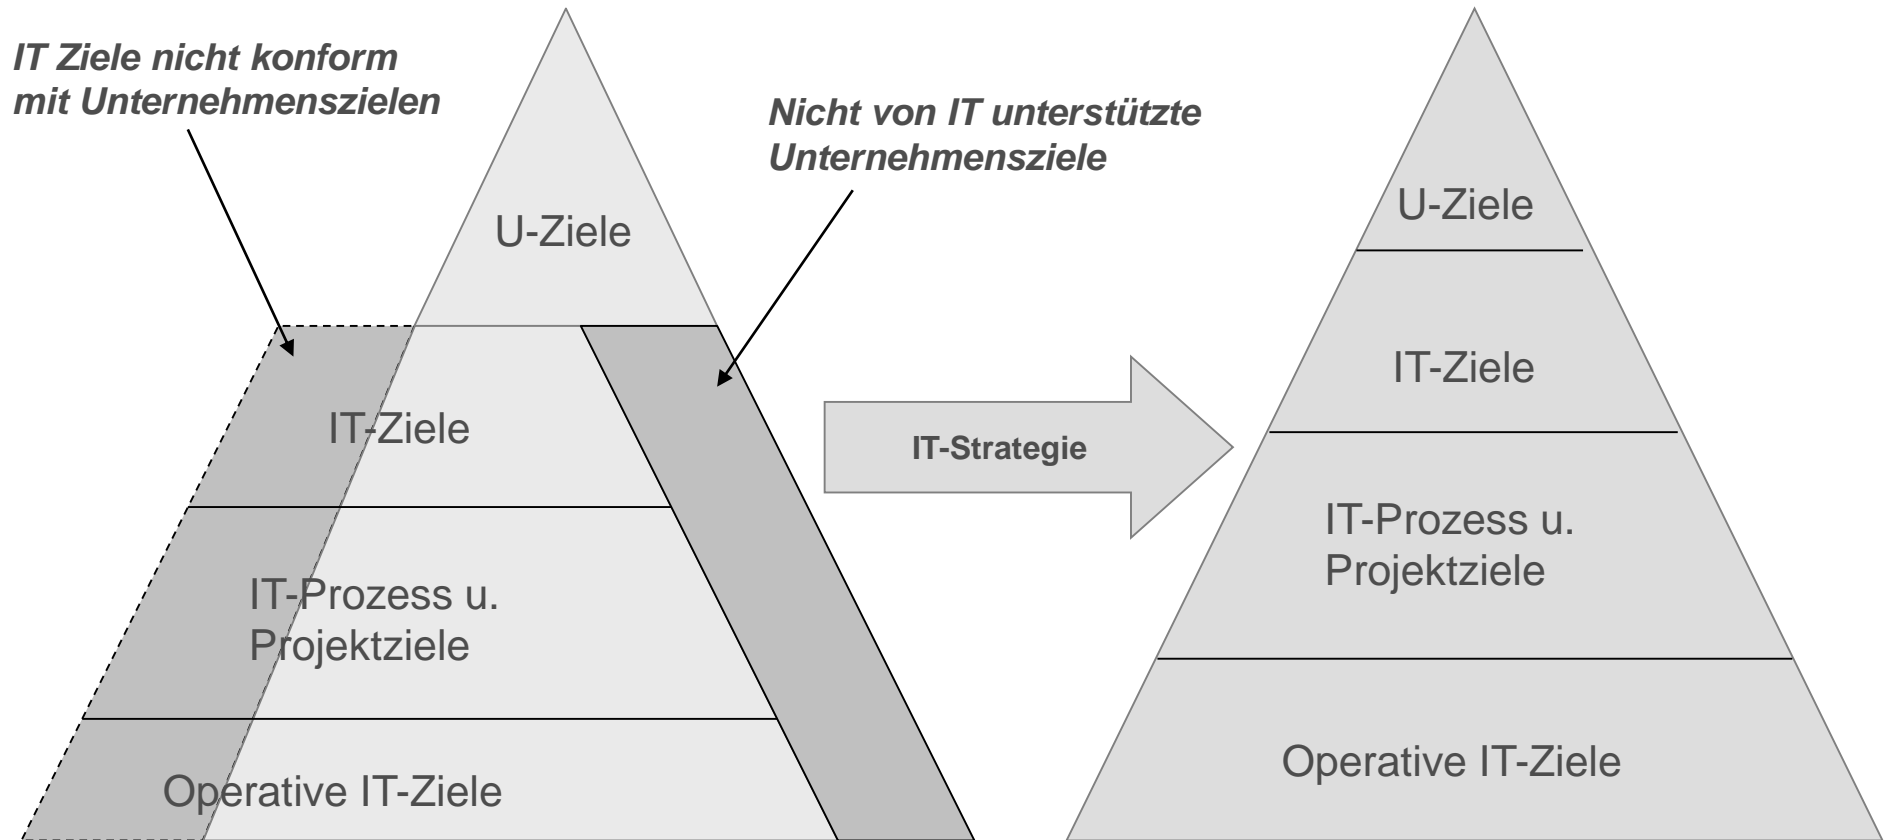 IT Ziele nicht konform
mit Unternehmenszielen
Nicht von IT unterstützte
Unternehmensziele
U-Ziele
IT-Ziele
IT-Prozess u.
Projektziele
Operative IT-Ziele
IT-Strategie
U-Ziele
IT-Ziele
IT-Prozess u.
Projektziele
Operative IT-Ziele